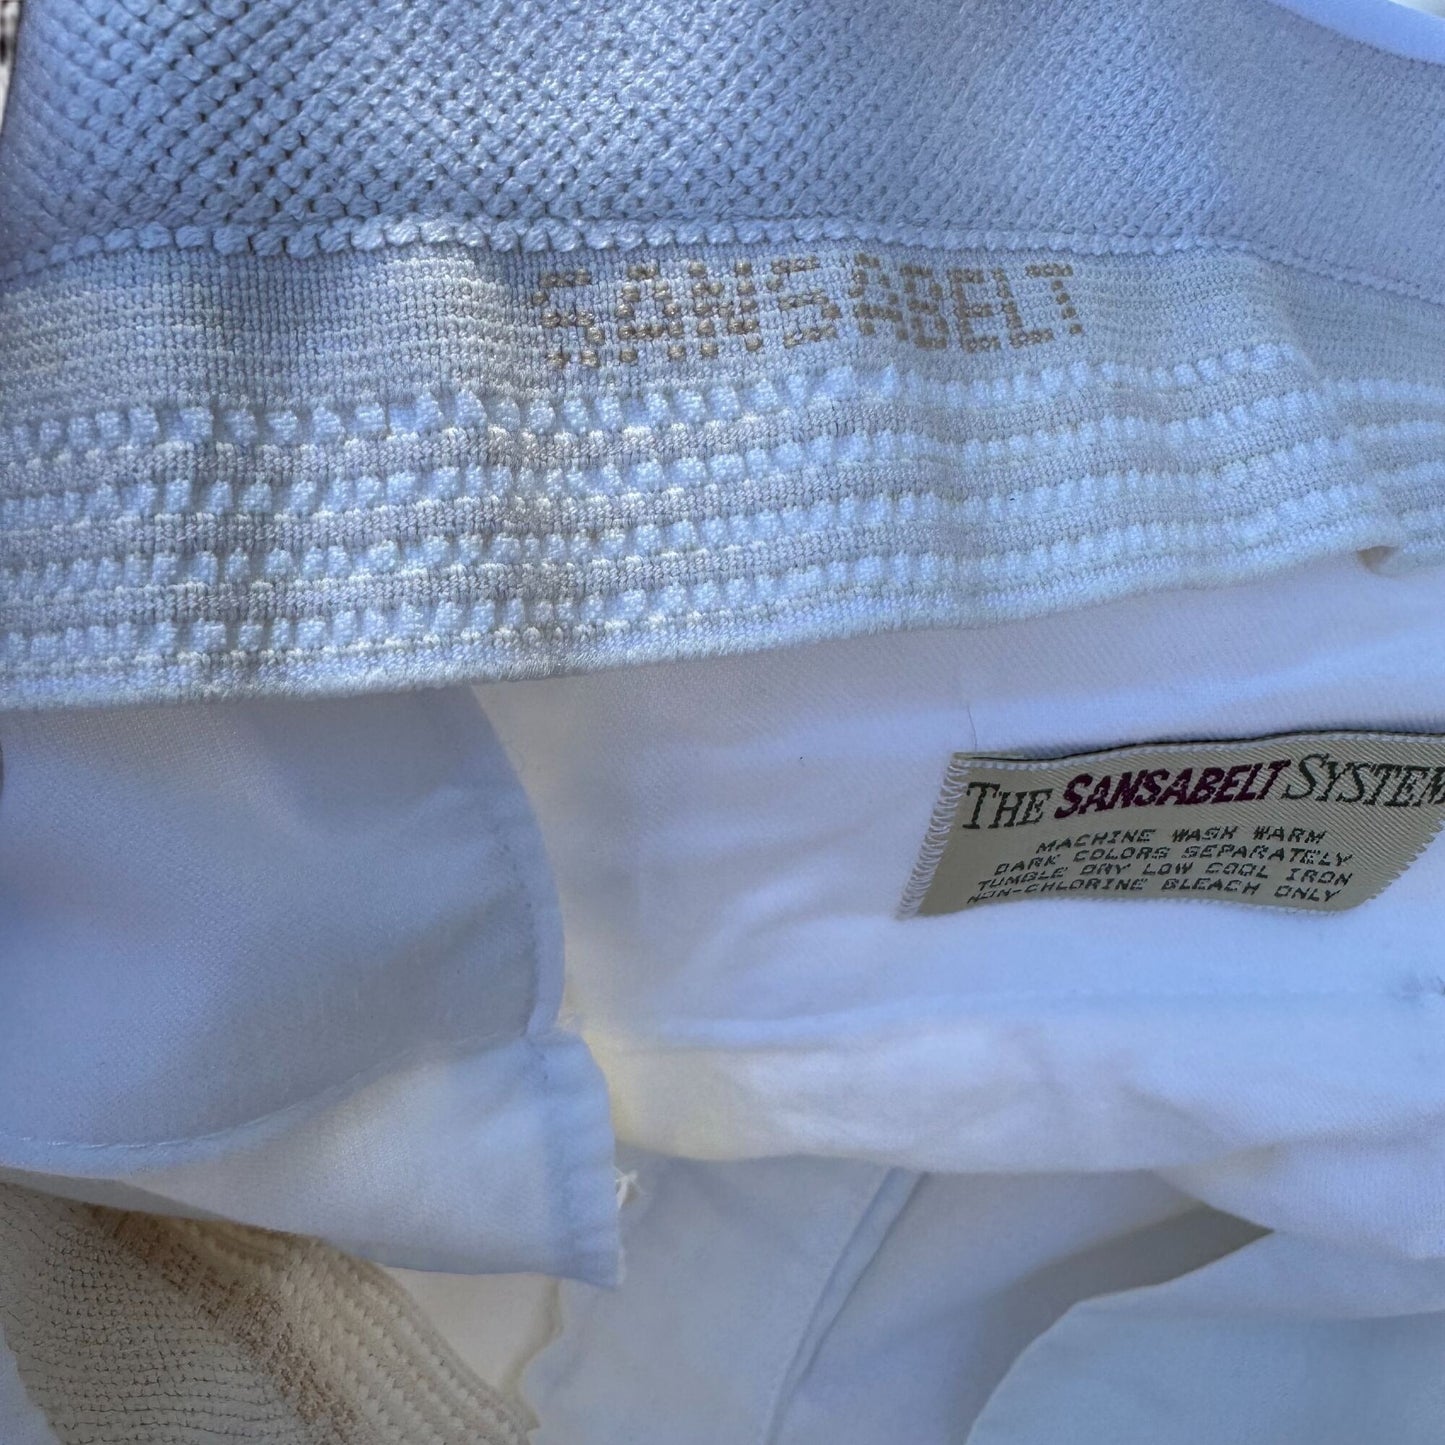 SANSABELT
THE SANSABELT SYSTEM
MACHINE WASH WARM
DARK COLORS SEPARATELY
TUMBLE DRY LOW COOL IRON
NON-CHLORINE BLEACH ONLY